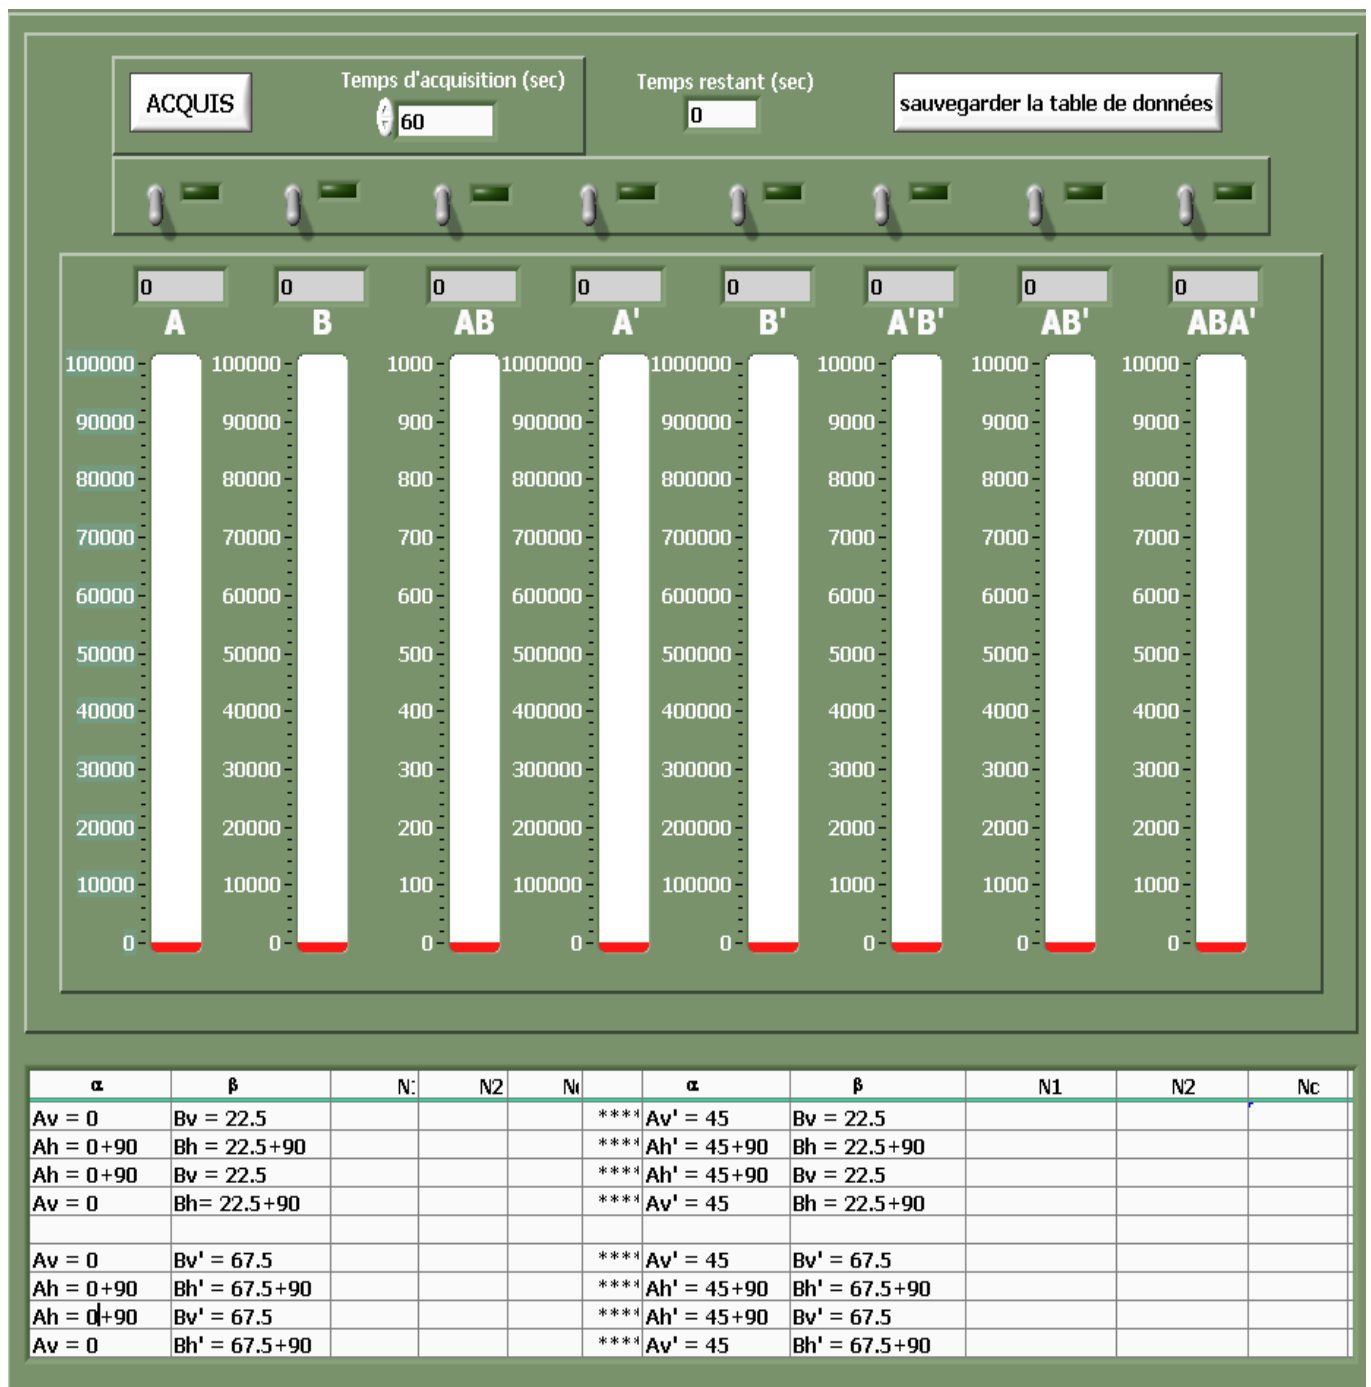 Temps d'acquisition (sec) Temps restant (sec)
ACQUIS 60 0 sauvegarder la table de données
0 0 0 0 0 0 0 0
A B AB A' B' A'B' AB' ABA'
100000 100000 1000 1000000 1000000 10000 10000 10000
90000 90000 900 900000 900000 9000 9000 9000
80000 80000 800 800000 800000 8000 8000 8000
70000 70000 700 700000 700000 7000 7000 7000
60000 60000 600 600000 600000 6000 6000 6000
50000 50000 500 500000 500000 5000 5000 5000
40000 40000 400 400000 400000 4000 4000 4000
30000 30000 300 300000 300000 3000 3000 3000
20000 20000 200 200000 200000 2000 2000 2000
10000 10000 100 100000 100000 1000 1000 1000
0 0 0 0 0 0 0 0
α β N2 α β N1 N2 Nc
Av = 0 Bv = 22.5 **** Av' = 45 Bv = 22.5
Ah = 0+90 Bh = 22.5+90 **** Ah' = 45+90 Bh = 22.5+90
Ah = 0+90 Bv = 22.5 **** Ah' = 45+90 Bv = 22.5
Av = 0 Bh= 22.5+90 **** Av' = 45 Bh = 22.5+90
Av = 0 Bv' = 67.5 **** Av' = 45 Bv' = 67.5
Ah = 0+90 Bh' = 67.5+90 **** Ah' = 45+90 Bh' = 67.5+90
Ah = 0+90 Bv' = 67.5 **** Ah' = 45+90 Bv' = 67.5
Av = 0 Bh' = 67.5+90 **** Av' = 45 Bh' = 67.5+90